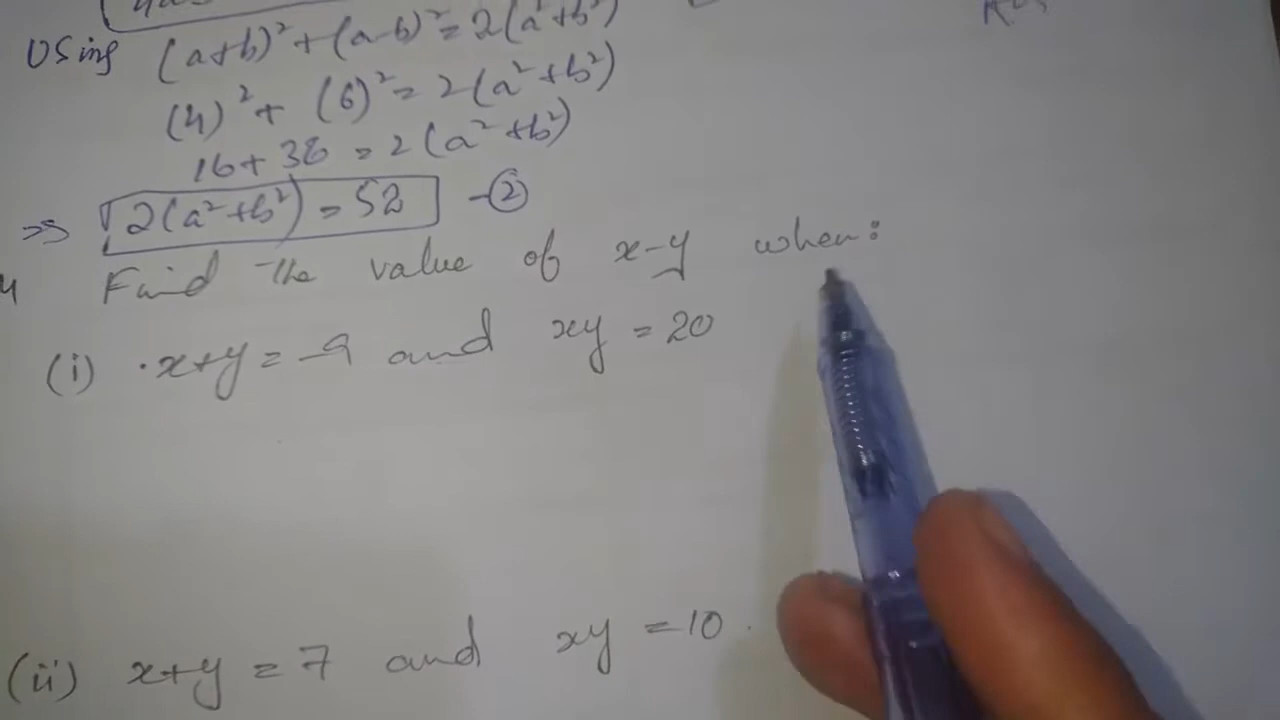 Using (a+b)² + (a-b)² = 2(a²+b²)
(4)² + (6)² = 2(a²+b²)
16 + 36 = 2(a²+b²)
⇒ 2(a²+b²) = 52 -②
Find the value of x-y when:
(i) x+y = -9 and xy = 20
(ii) x+y = 7 and xy = 10.